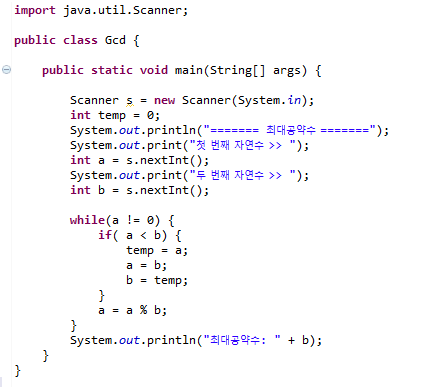 import java.util.Scanner;
public class Gcd {
public static void main(String[] args) {
Scanner s = new Scanner(System.in);
int temp = 0;
System.out.println("======= 최대공약수 =======");
System.out.print("첫 번째 자연수 >> ");
int a = s.nextInt();
System.out.print("두 번째 자연수 >> ");
int b = s.nextInt();
while(a != 0) {
if( a < b) {
temp = a;
a = b;
b = temp;
}
a = a % b;
}
System.out.println("최대공약수: " + b);
}
}